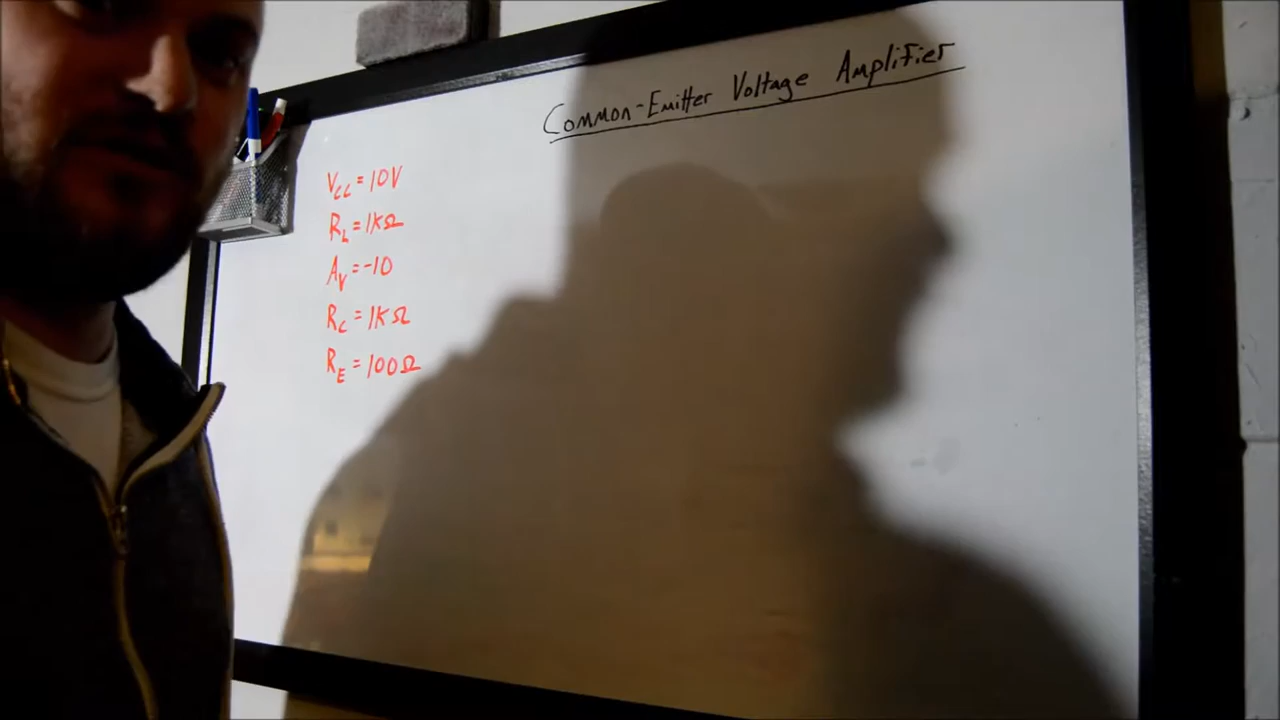 Common-Emitter Voltage Amplifier
VCC = 10V
RL = 1KΩ
AV = -10
RC = 1KΩ
RE = 100Ω